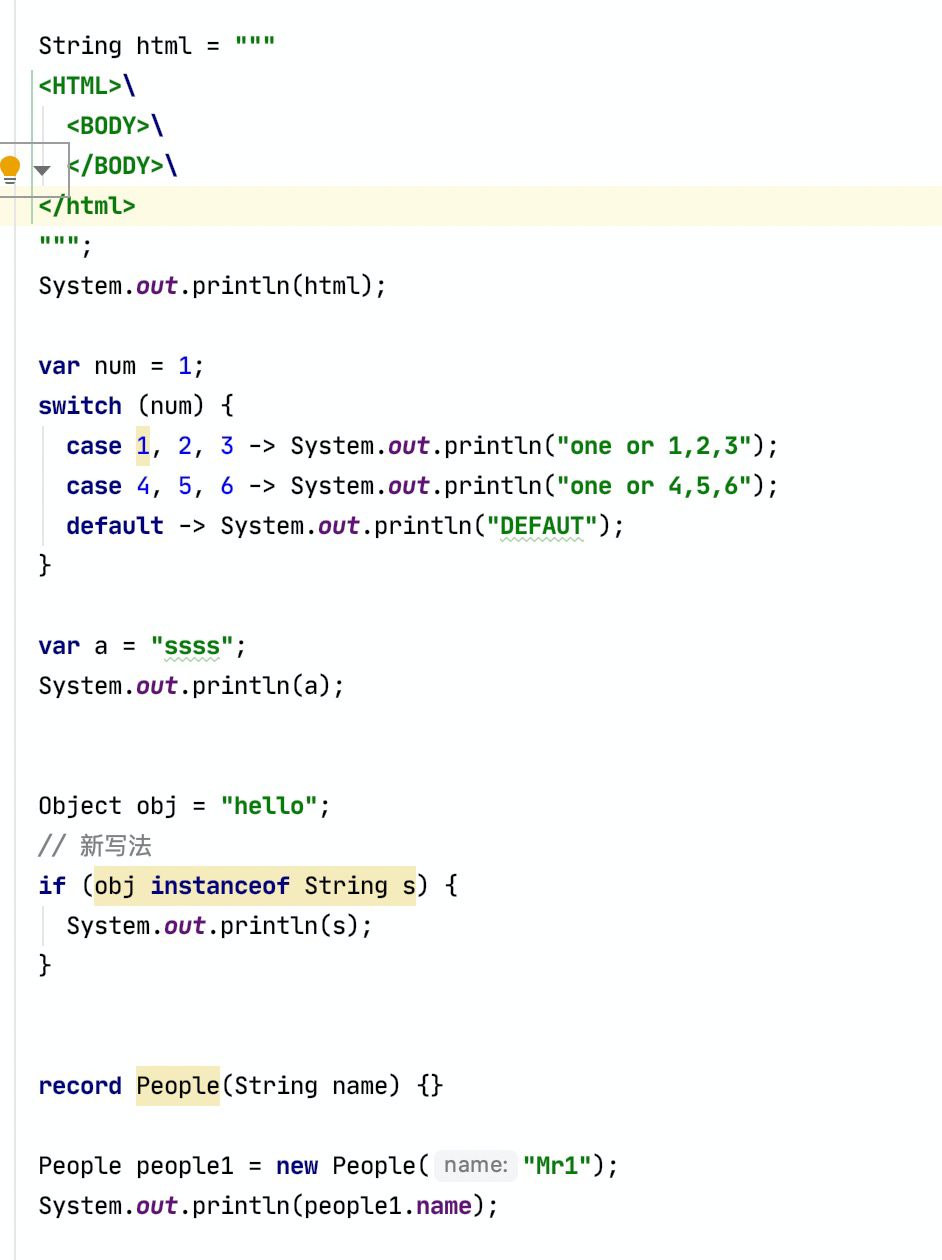 String html = """
<HTML>\
  <BODY>\
  </BODY>\
</html>
""";
System.out.println(html);

var num = 1;
switch (num) {
  case 1, 2, 3 -> System.out.println("one or 1,2,3");
  case 4, 5, 6 -> System.out.println("one or 4,5,6");
  default -> System.out.println("DEFAUT");
}

var a = "ssss";
System.out.println(a);

Object obj = "hello";
// 新写法
if (obj instanceof String s) {
  System.out.println(s);
}

record People(String name) {}

People people1 = new People( name: "Mr1");
System.out.println(people1.name);